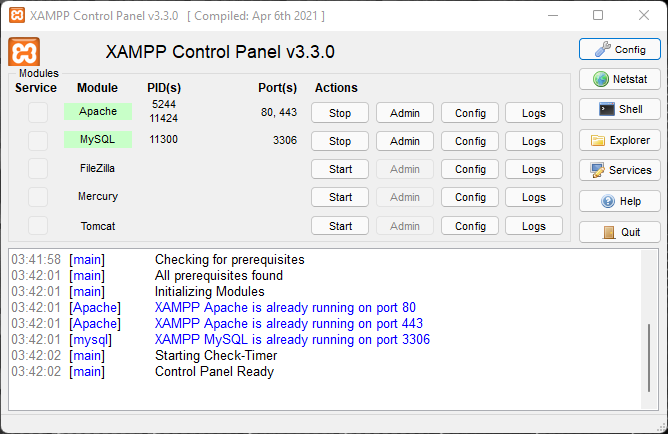 XAMPP Control Panel v3.3.0 [ Compiled: Apr 6th 2021 ]
XAMPP Control Panel v3.3.0
Config
Modules
Service Module PID(s) Port(s) Actions
Netstat
Apache 5244 11424 80, 443 Stop Admin Config Logs
Shell
MySQL 11300 3306 Stop Admin Config Logs
Explorer
FileZilla Start Admin Config Logs
Services
Mercury Start Admin Config Logs
Help
Tomcat Start Admin Config Logs
Quit
03:41:58 [main] Checking for prerequisites
03:42:01 [main] All prerequisites found
03:42:01 [main] Initializing Modules
03:42:01 [Apache] XAMPP Apache is already running on port 80
03:42:01 [Apache] XAMPP Apache is already running on port 443
03:42:01 [mysql] XAMPP MySQL is already running on port 3306
03:42:02 [main] Starting Check-Timer
03:42:02 [main] Control Panel Ready